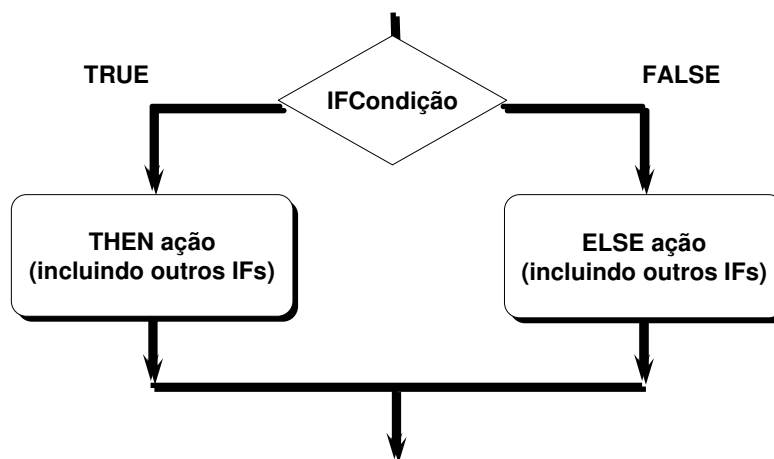 TRUE
FALSE
IFCondição
THEN ação
(incluindo outros IFs)
ELSE ação
(incluindo outros IFs)